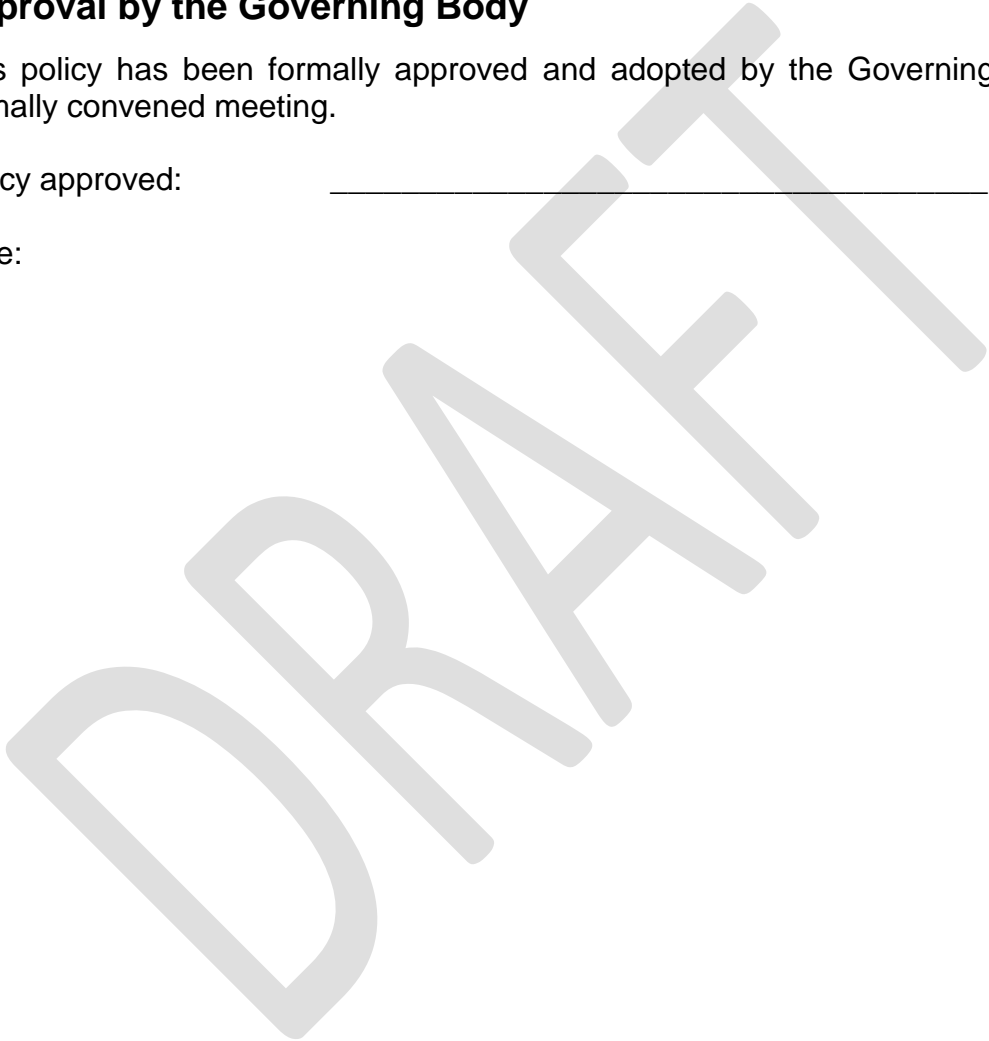 proval by the Governing Body
s policy has been formally approved and adopted by the Governing
nally convened meeting.
cy approved: _____________________________________
e:
DRAFT